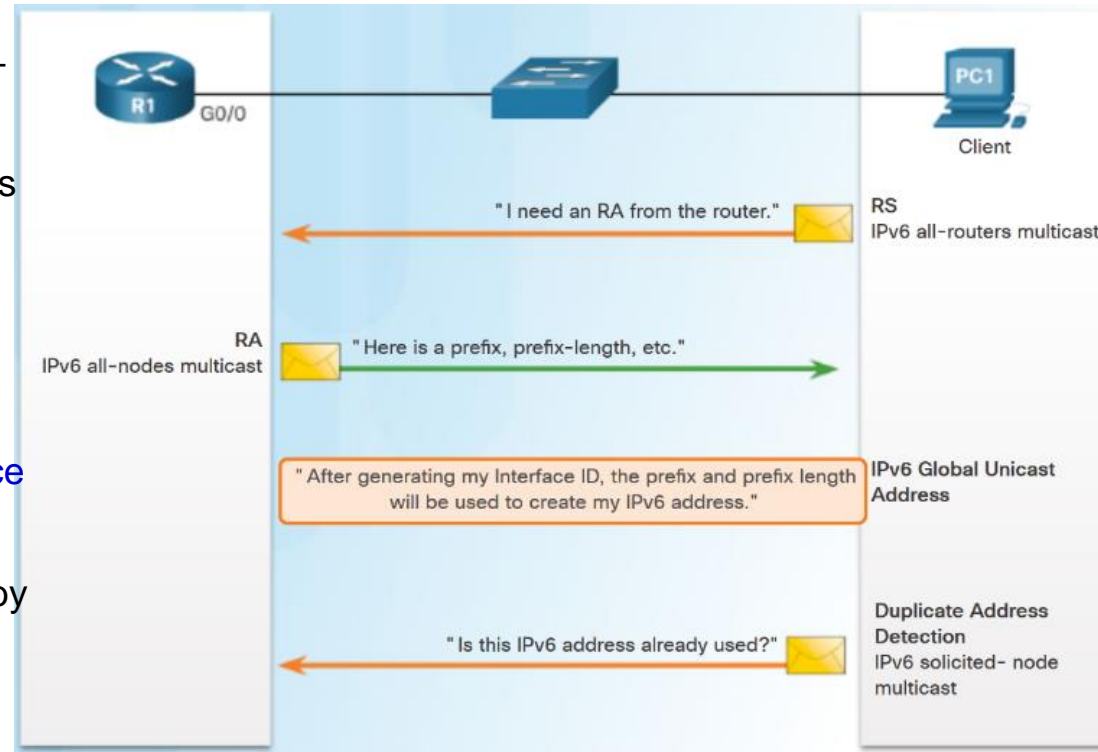 s
ce
by
R1
G0/0
PC1
Client
"I need an RA from the router."
RS
IPv6 all-routers multicast
RA
IPv6 all-nodes multicast
"Here is a prefix, prefix-length, etc."
"After generating my Interface ID, the prefix and prefix length
will be used to create my IPv6 address."
IPv6 Global Unicast
Address
"Is this IPv6 address already used?"
Duplicate Address
Detection
IPv6 solicited- node
multicast